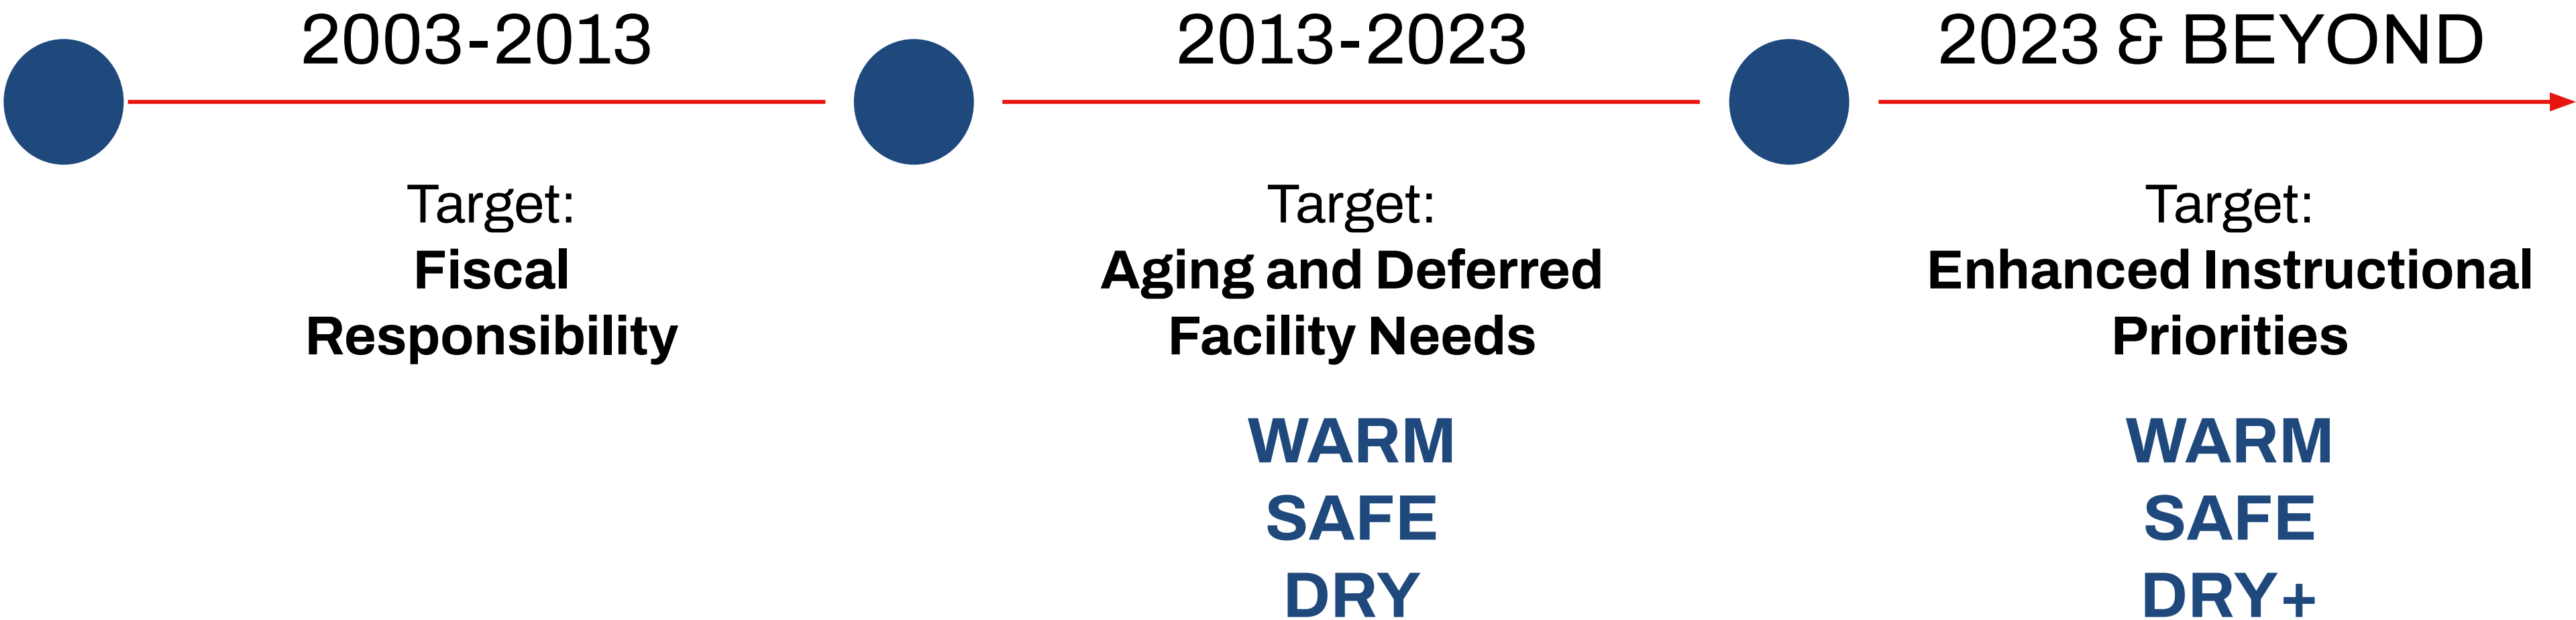 2003-2013
Target:
Fiscal
Responsibility
2013-2023
Target:
Aging and Deferred
Facility Needs
WARM
SAFE
DRY
2023 & BEYOND
Target:
Enhanced Instructional
Priorities
WARM
SAFE
DRY+